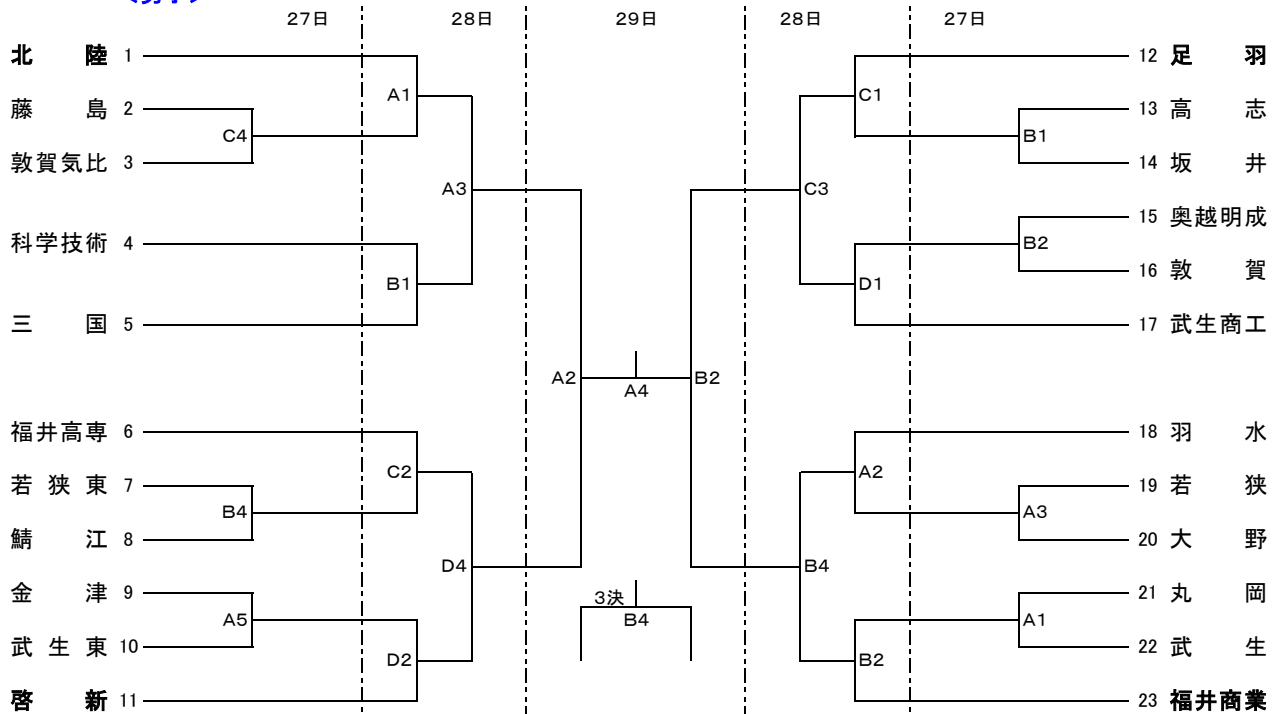 27日 28日 29日 28日 27日
北陸 1
12 足羽
A1
C1
藤島 2
13 高志
C4
B1
敦賀気比 3
14 坂井
A3
C3
15 奥越明成
科学技術 4
B2
16 敦賀
B1
D1
三国 5
17 武生商工
A2
A4
B2
福井高専 6
18 羽水
C2
A2
若狭東 7
19 若狭
B4
A3
鯖江 8
20 大野
D4
B4
金津 9
21 丸岡
3決
A5
B4
A1
武生東 10
22 武生
D2
B2
啓新 11
23 福井商業